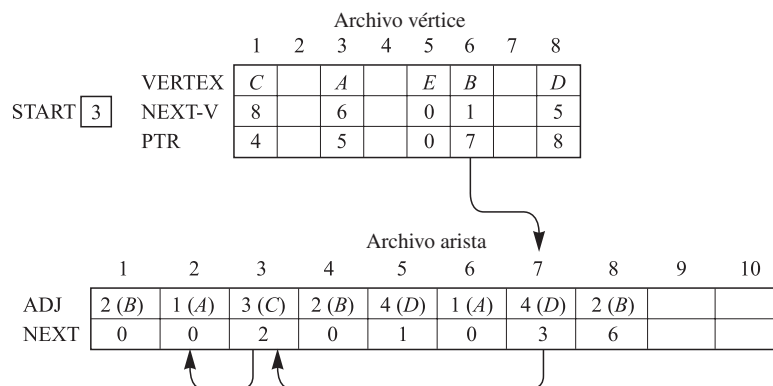 Archivo vértice
1 2 3 4 5 6 7 8
VERTEX C A E B D
START 3 NEXT-V 8 6 0 1 5
PTR 4 5 0 7 8
Archivo arista
1 2 3 4 5 6 7 8 9 10
ADJ 2 (B) 1 (A) 3 (C) 2 (B) 4 (D) 1 (A) 4 (D) 2 (B)
NEXT 0 0 2 0 1 0 3 6